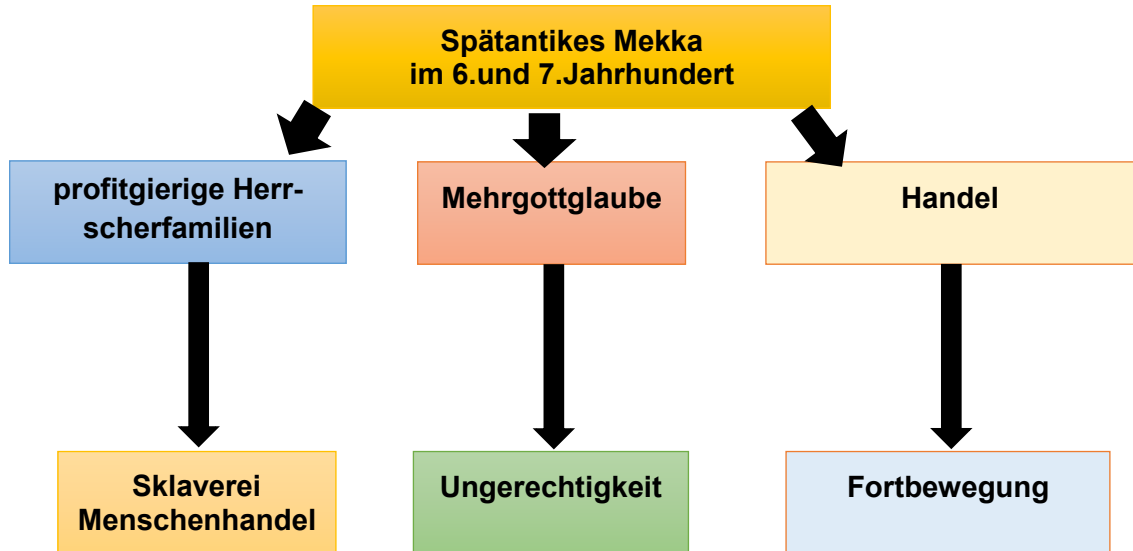 Spätantikes Mekka
im 6.und 7.Jahrhundert
profitgierige Herr-
scherfamilien
Mehrgottglaube
Handel
Sklaverei
Menschenhandel
Ungerechtigkeit
Fortbewegung